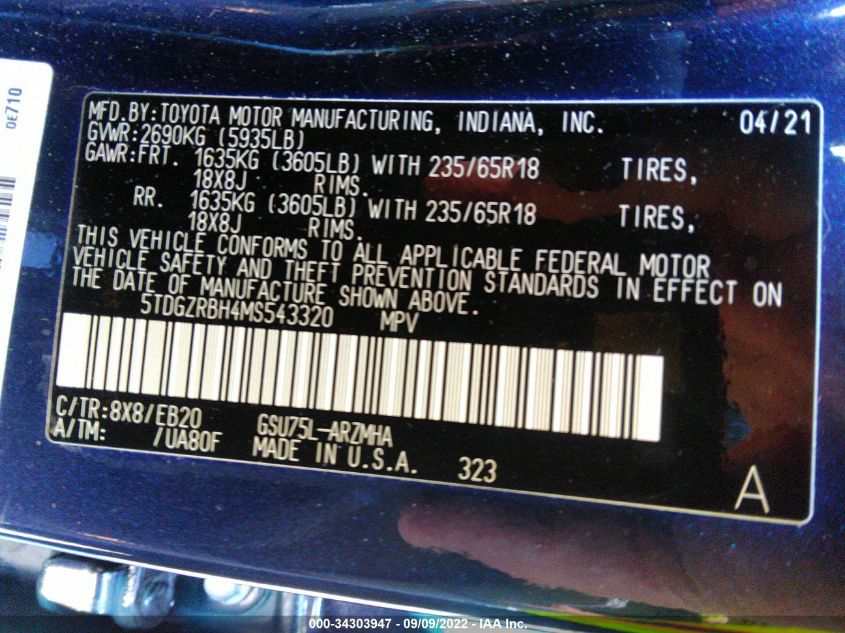 0E710
MFD.BY:TOYOTA MOTOR MANUFACTURING, INDIANA, INC. 04/21
GVWR:2690KG (5935LB)
GAWR:FRT. 1635KG (3605LB) WITH 235/65R18 TIRES,
18X8J RIMS.
RR. 1635KG (3605LB) WITH 235/65R18 TIRES,
18X8J RIMS.
THIS VEHICLE CONFORMS TO ALL APPLICABLE FEDERAL MOTOR
VEHICLE SAFETY AND THEFT PREVENTION STANDARDS IN EFFECT ON
THE DATE OF MANUFACTURE SHOWN ABOVE.
5TDGZRBH4MS543320 MPV
C/TR:8X8/EB20 GSU75L-ARZMHA
A/TM: /UA80F MADE IN U.S.A. 323
A
000-34303947 - 09/09/2022 - IAA Inc.